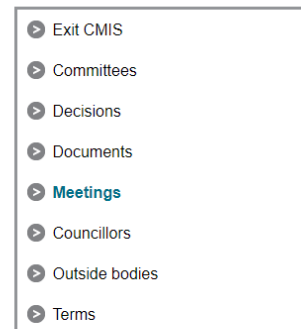 Exit CMIS
Committees
Decisions
Documents
Meetings
Councillors
Outside bodies
Terms